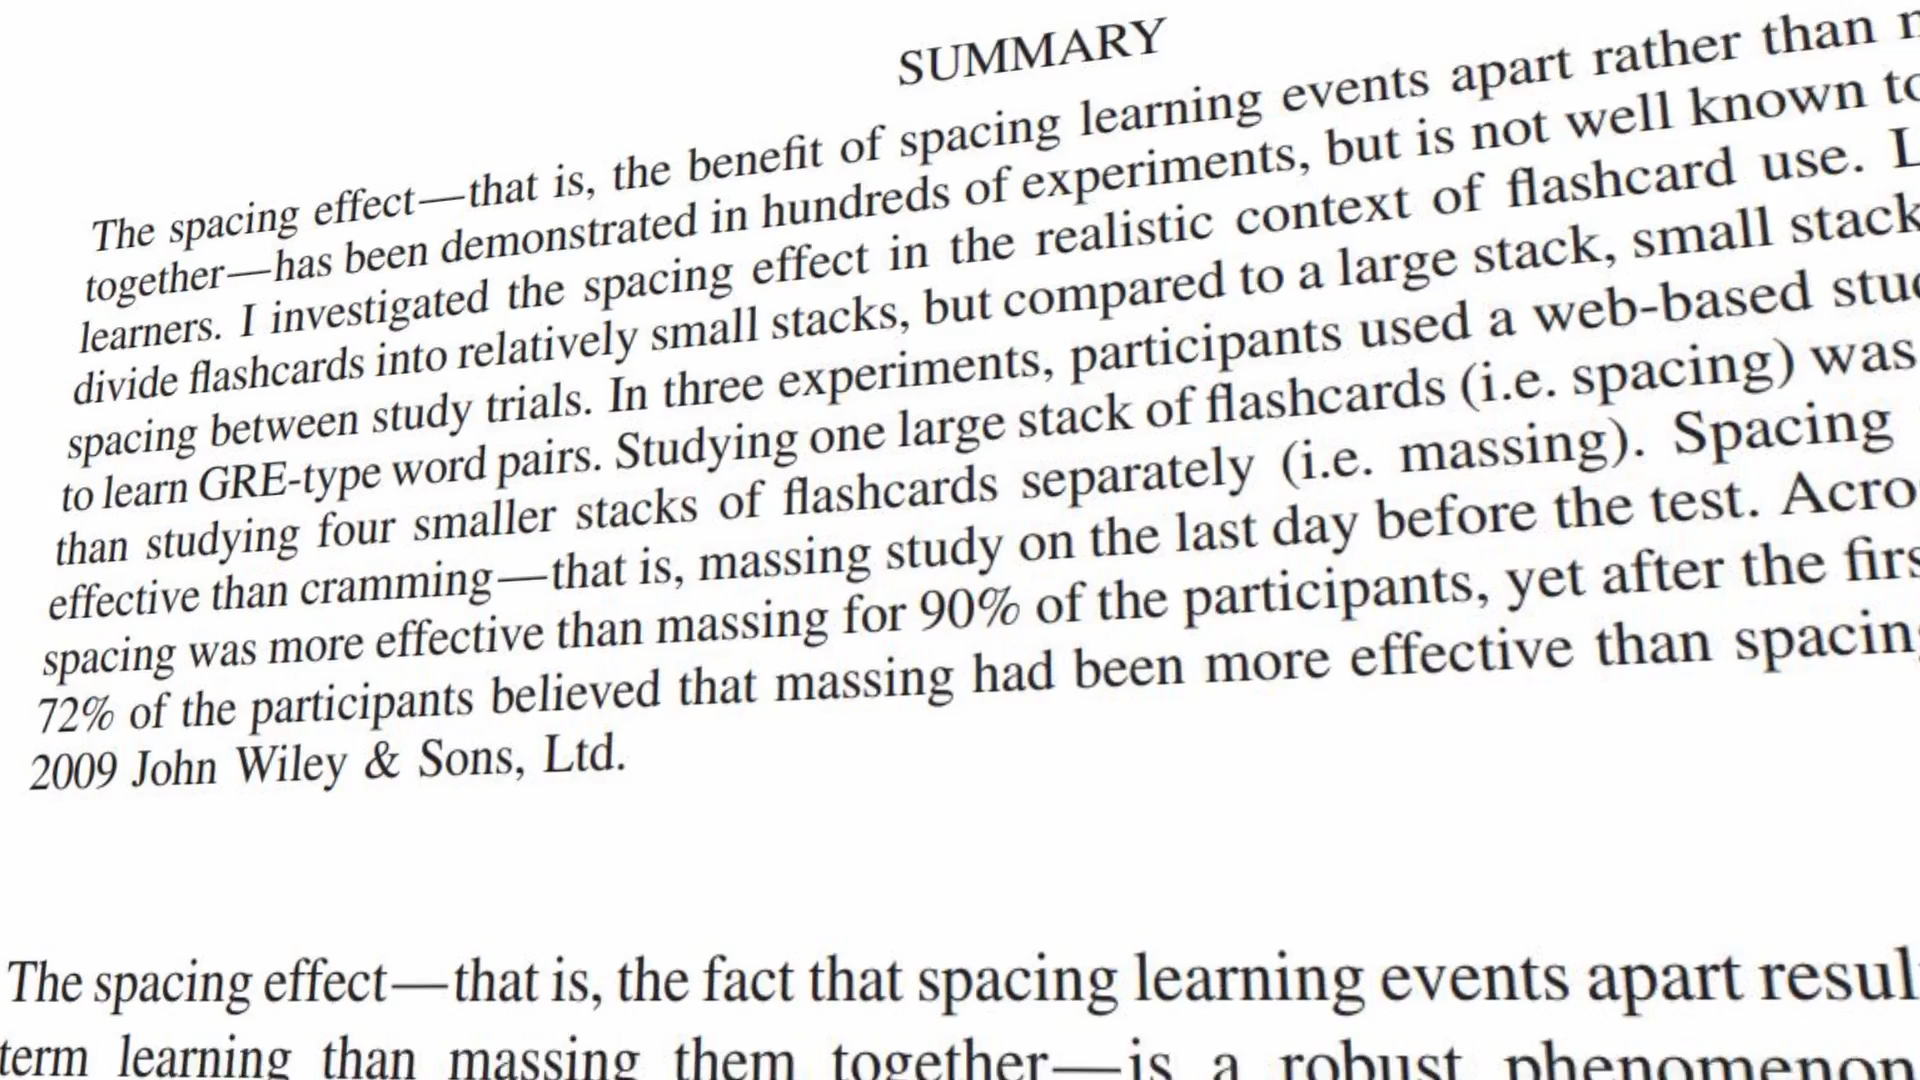 SUMMARY
The spacing effect—that is, the benefit of spacing learning events apart rather than
together—has been demonstrated in hundreds of experiments, but is not well known to
learners. I investigated the spacing effect in the realistic context of flashcard use.
divide flashcards into relatively small stacks, but compared to a large stack, small stack
spacing between study trials. In three experiments, participants used a web-based
to learn GRE-type word pairs. Studying one large stack of flashcards (i.e. spacing) was
than studying four smaller stacks of flashcards separately (i.e. massing). Spacing
effective than cramming—that is, massing study on the last day before the test.
spacing was more effective than massing for 90% of the participants, yet after the
72% of the participants believed that massing had been more effective than spacing
2009 John Wiley & Sons, Ltd.
The spacing effect—that is, the fact that spacing learning events apart
term learning than massing them together—is a robust phenomenon